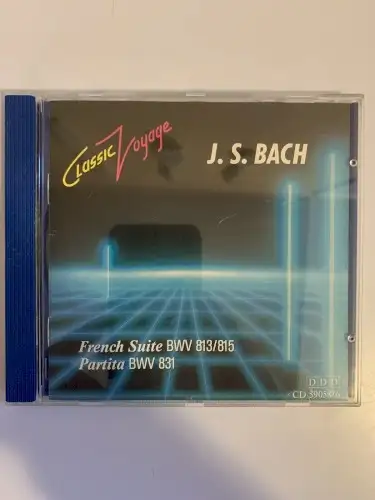 Classic Voyage
J. S. BACH
French Suite BWV 813/815
Partita BWV 831
DDD